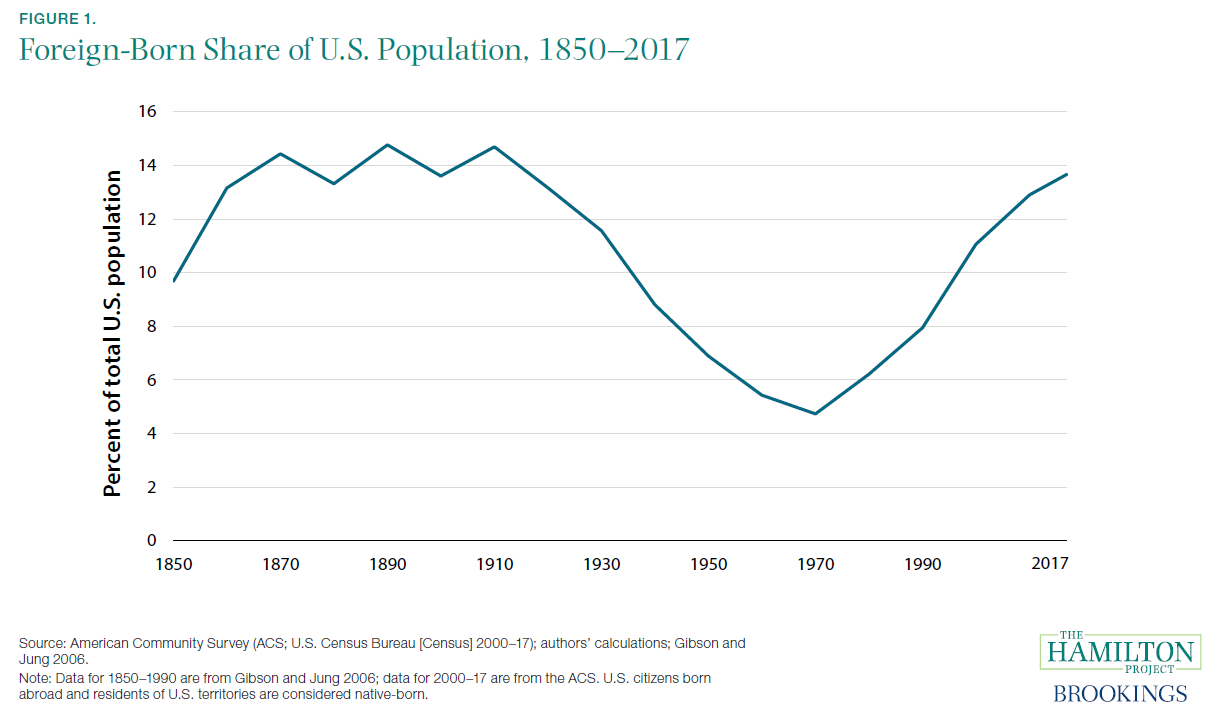 FIGURE 1.
Foreign-Born Share of U.S. Population, 1850–2017
Percent of total U.S. population
16
14
12
10
8
6
4
2
0
1850 1870 1890 1910 1930 1950 1970 1990 2017
Source: American Community Survey (ACS; U.S. Census Bureau [Census] 2000–17); authors’ calculations; Gibson and
Jung 2006.
Note: Data for 1850–1990 are from Gibson and Jung 2006; data for 2000–17 are from the ACS. U.S. citizens born
abroad and residents of U.S. territories are considered native-born.
THE
HAMILTON
PROJECT
BROOKINGS